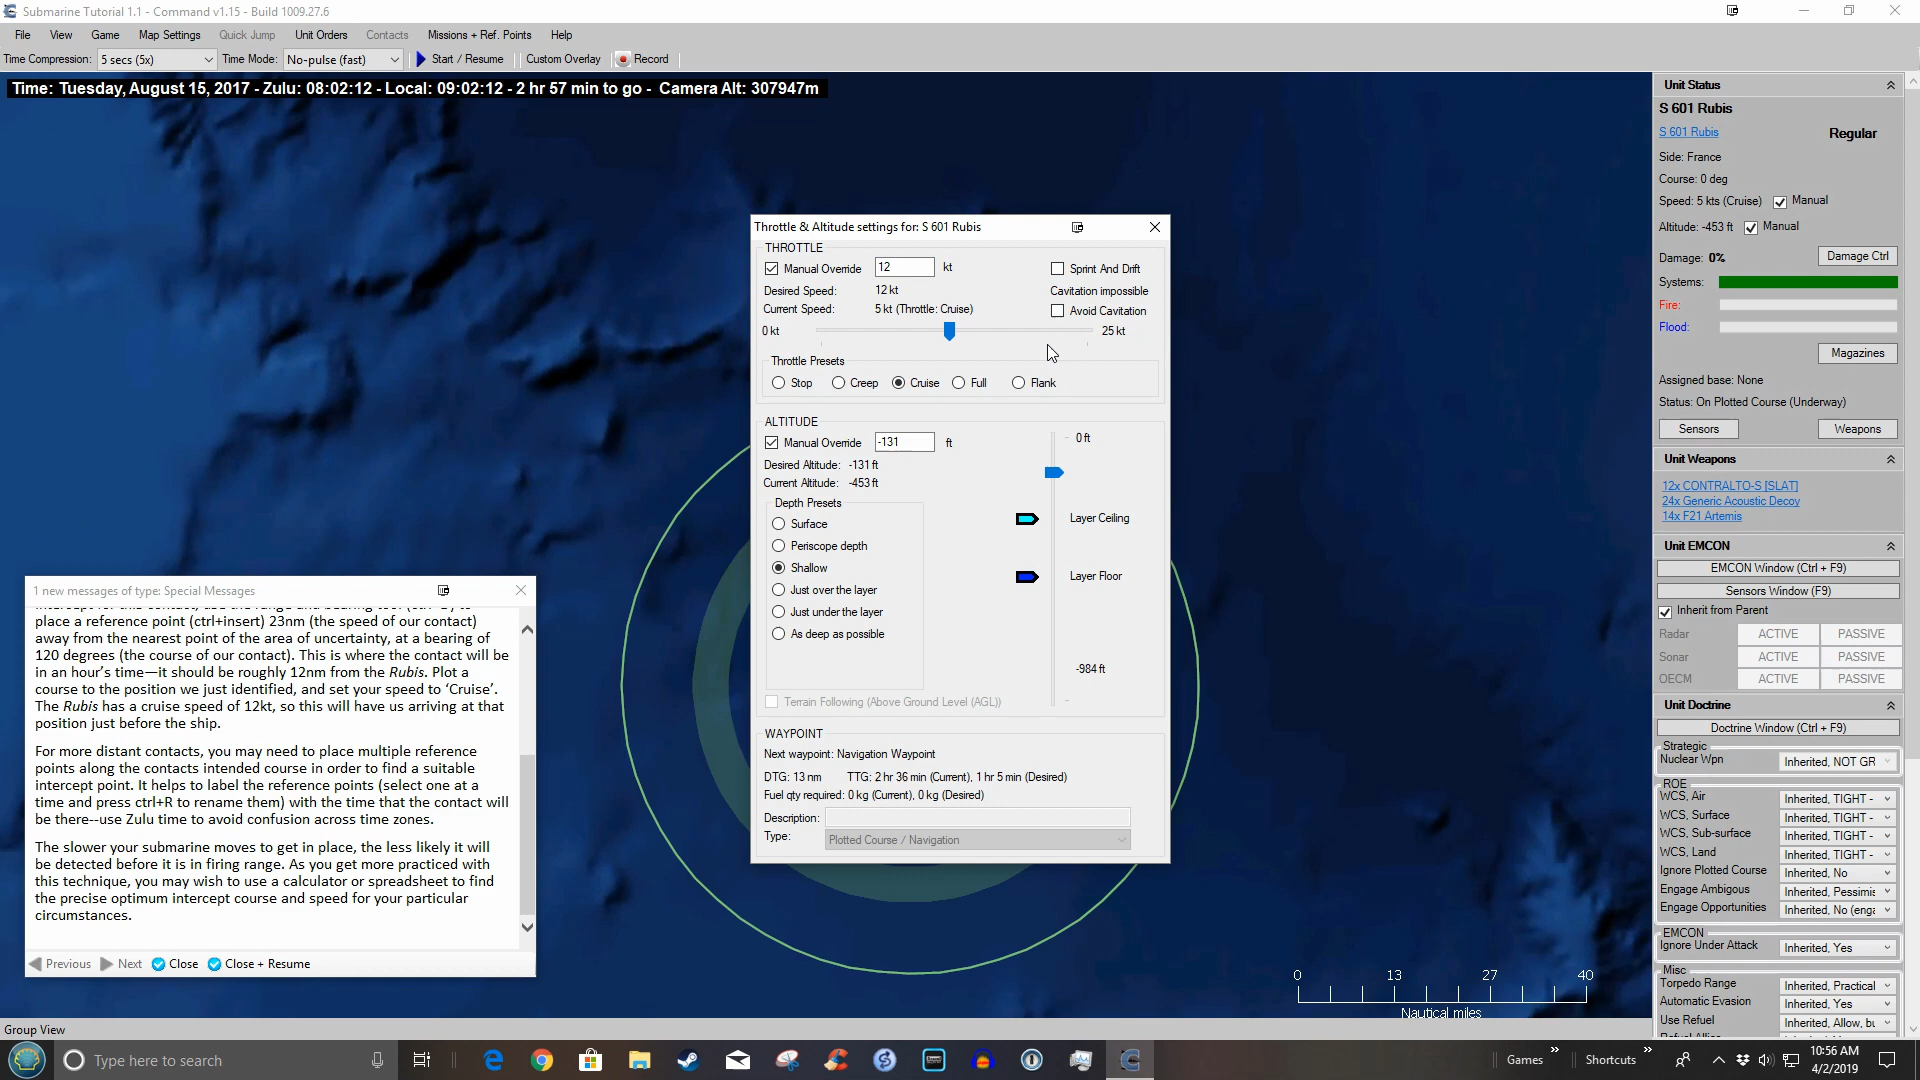 Submarine Tutorial 1.1 - Command v1.15 - Build 1009.27.6
File View Game Map Settings Quick Jump Unit Orders Contacts Missions + Ref. Points Help
Time Compression: 5 secs (5x) Time Mode: No-pulse (fast) Start / Resume Custom Overlay Record
Time: Tuesday, August 15, 2017 - Zulu: 08:02:12 - Local: 09:02:12 - 2 hr 57 min to go - Camera Alt: 307947m
Throttle & Altitude settings for: S 601 Rubis
THROTTLE
Manual Override 12 kt Sprint And Drift
Desired Speed: 12 kt Cavitation impossible
Current Speed: 5 kt (Throttle: Cruise) Avoid Cavitation
0 kt 25 kt
Throttle Presets
Stop Creep Cruise Full Flank
ALTITUDE
Manual Override -131 ft 0 ft
Desired Altitude: -131 ft
Current Altitude: -453 ft
Depth Presets
Surface Layer Ceiling
Periscope depth
Shallow Layer Floor
Just over the layer
Just under the layer
As deep as possible
-984 ft
Terrain Following (Above Ground Level (AGL))
WAYPOINT
Next waypoint: Navigation Waypoint
DTG: 13 nm TTG: 2 hr 36 min (Current), 1 hr 5 min (Desired)
Fuel qty required: 0 kg (Current), 0 kg (Desired)
Description:
Type: Plotted Course / Navigation
1 new messages of type: Special Messages
place a reference point (ctrl+insert) 23nm (the speed of our contact)
away from the nearest point of the area of uncertainty, at a bearing of
120 degrees (the course of our contact). This is where the contact will be
in an hour's time—it should be roughly 12nm from the Rubis. Plot a
course to the position we just identified, and set your speed to 'Cruise'.
The Rubis has a cruise speed of 12kt, so this will have us arriving at that
position just before the ship.
For more distant contacts, you may need to place multiple reference
points along the contacts intended course in order to find a suitable
intercept point. It helps to label the reference points (select one at a
time and press ctrl+R to rename them) with the time that the contact will
be there--use Zulu time to avoid confusion across time zones.
The slower your submarine moves to get in place, the less likely it will
be detected before it is in firing range. As you get more practiced with
this technique, you may wish to use a calculator or spreadsheet to find
the precise optimum intercept course and speed for your particular
circumstances.
Previous Next Close Close + Resume
0 13 27 40
Nautical miles
Unit Status
S 601 Rubis
S 601 Rubis Regular
Side: France
Course: 0 deg
Speed: 5 kts (Cruise) Manual
Altitude: -453 ft Manual
Damage: 0% Damage Ctrl
Systems:
Fire:
Flood:
Magazines
Assigned base: None
Status: On Plotted Course (Underway)
Sensors Weapons
Unit Weapons
12x CONTRALTO-S [SLAT]
24x Generic Acoustic Decoy
14x F21 Artemis
Unit EMCON
EMCON Window (Ctrl + F9)
Sensors Window (F9)
Inherit from Parent
Radar ACTIVE PASSIVE
Sonar ACTIVE PASSIVE
OECM ACTIVE PASSIVE
Unit Doctrine
Doctrine Window (Ctrl + F9)
Strategic
Nuclear Wpn Inherited, NOT GR
ROE
WCS, Air Inherited, TIGHT -
WCS, Surface Inherited, TIGHT -
WCS, Sub-surface Inherited, TIGHT -
WCS, Land Inherited, TIGHT -
Ignore Plotted Course Inherited, No
Engage Ambiguous Inherited, Pessimis
Engage Opportunities Inherited, No (enga
EMCON
Ignore Under Attack Inherited, Yes
Misc
Torpedo Range Inherited, Practical
Automatic Evasion Inherited, Yes
Use Refuel Inherited, Allow, bu
Group View
Type here to search Games Shortcuts 10:56 AM
4/2/2019